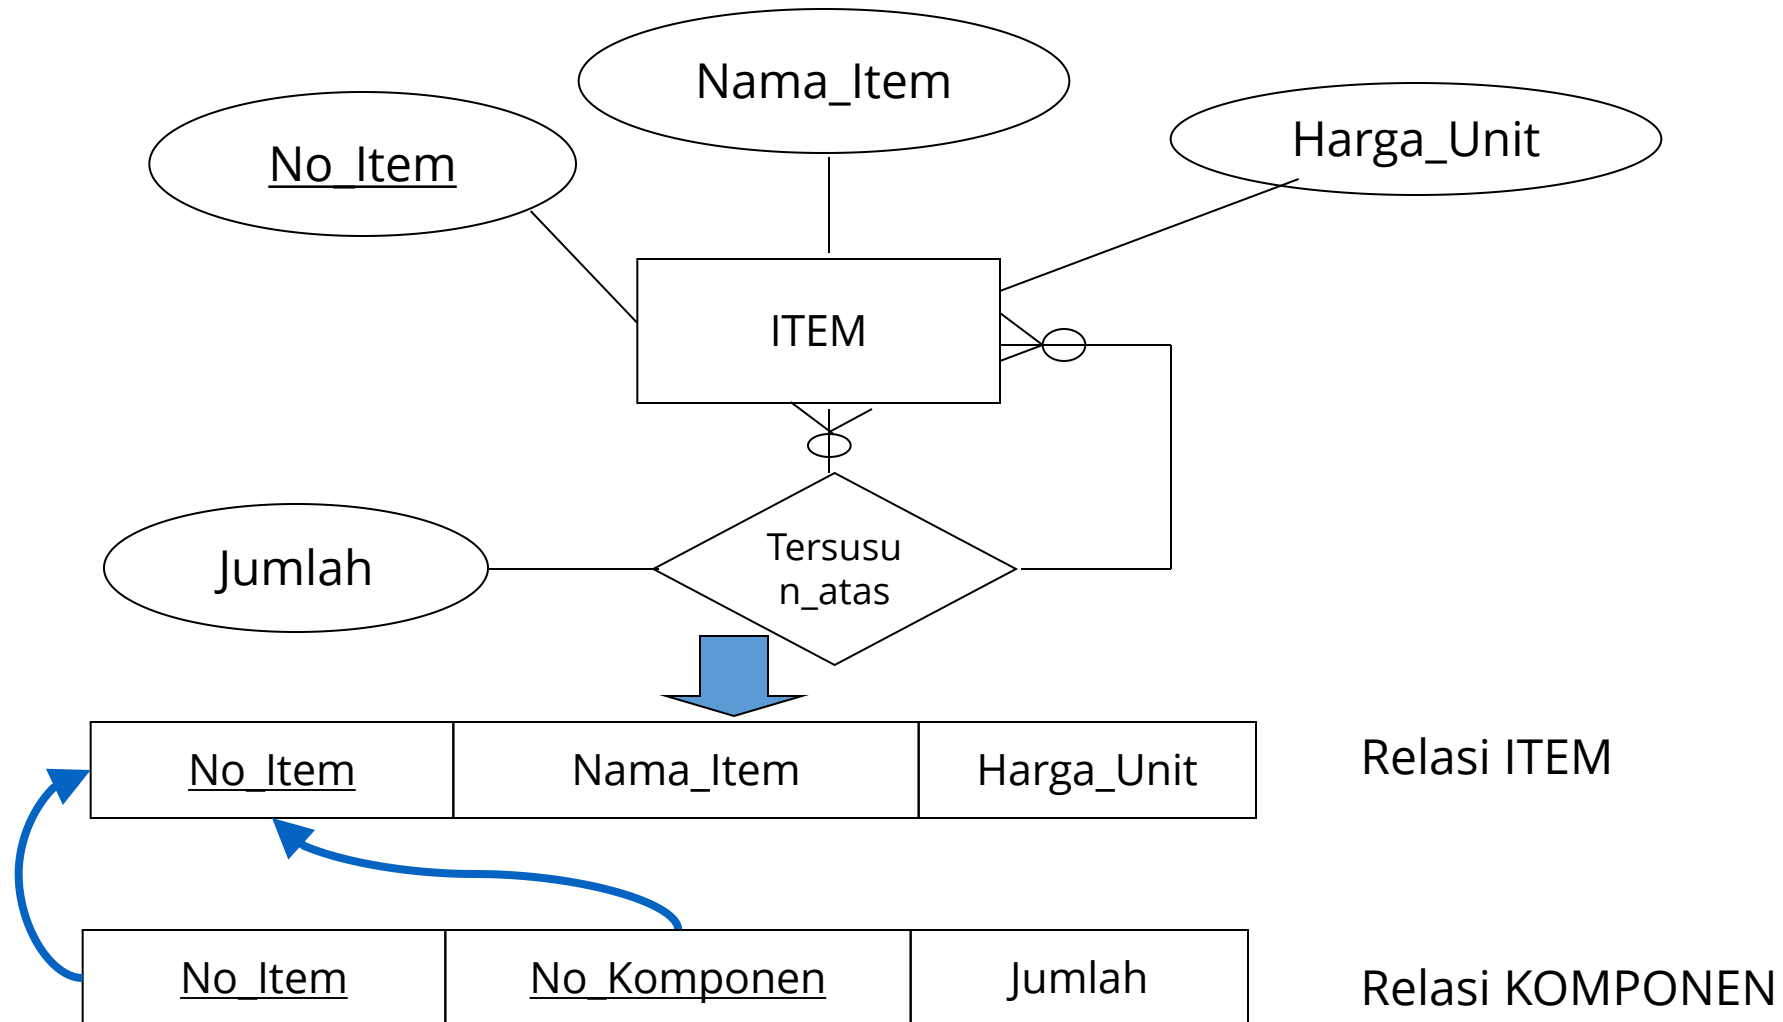 Nama_Item
Harga_Unit
No_Item
ITEM
Tersusu
n_atas
Jumlah
No_Item
Nama_Item
Harga_Unit
Relasi ITEM
No_Item
No_Komponen
Jumlah
Relasi KOMPONEN